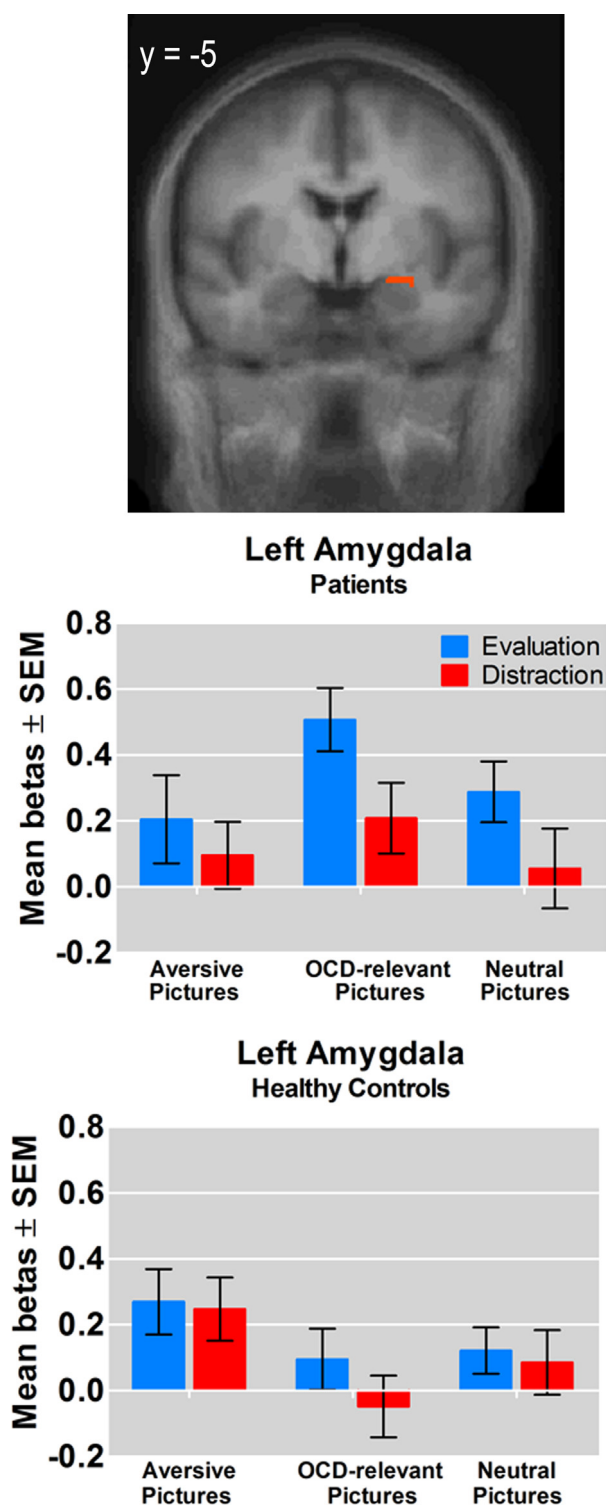 y = -5
Left Amygdala
Patients
Mean betas ± SEM
0.8
0.6
0.4
0.2
0.0
-0.2
Evaluation
Distraction
Aversive Pictures
OCD-relevant Pictures
Neutral Pictures
Left Amygdala
Healthy Controls
Mean betas ± SEM
0.8
0.6
0.4
0.2
0.0
-0.2
Aversive Pictures
OCD-relevant Pictures
Neutral Pictures